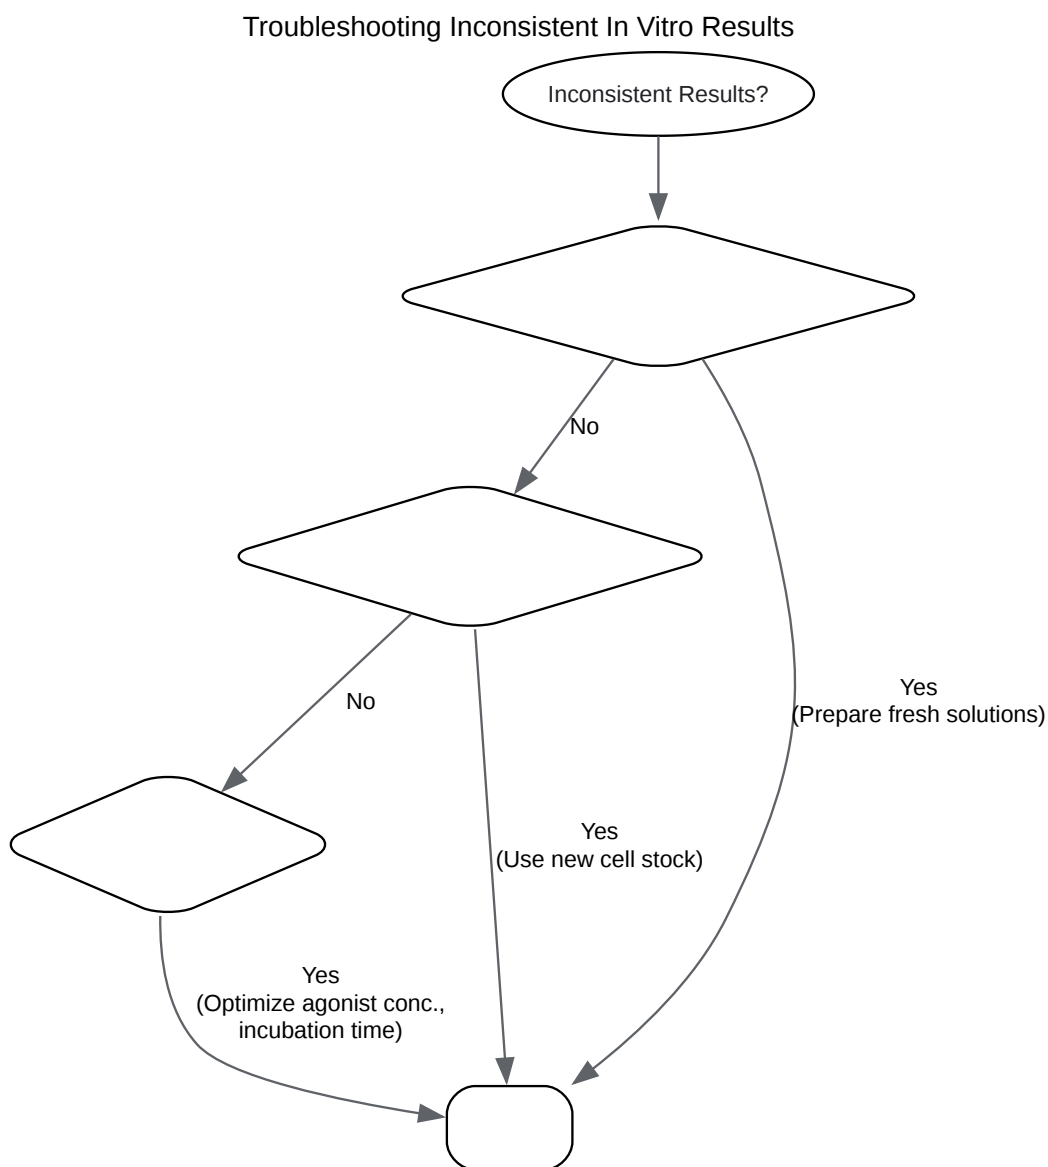 Troubleshooting Inconsistent In Vitro Results
Inconsistent Results?
No
No
Yes
(Prepare fresh solutions)
Yes
(Use new cell stock)
Yes
(Optimize agonist conc.,
incubation time)